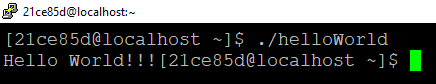 21ce85d@localhost:~
[21ce85d@localhost ~]$ ./helloWorld
Hello World!!![21ce85d@localhost ~]$